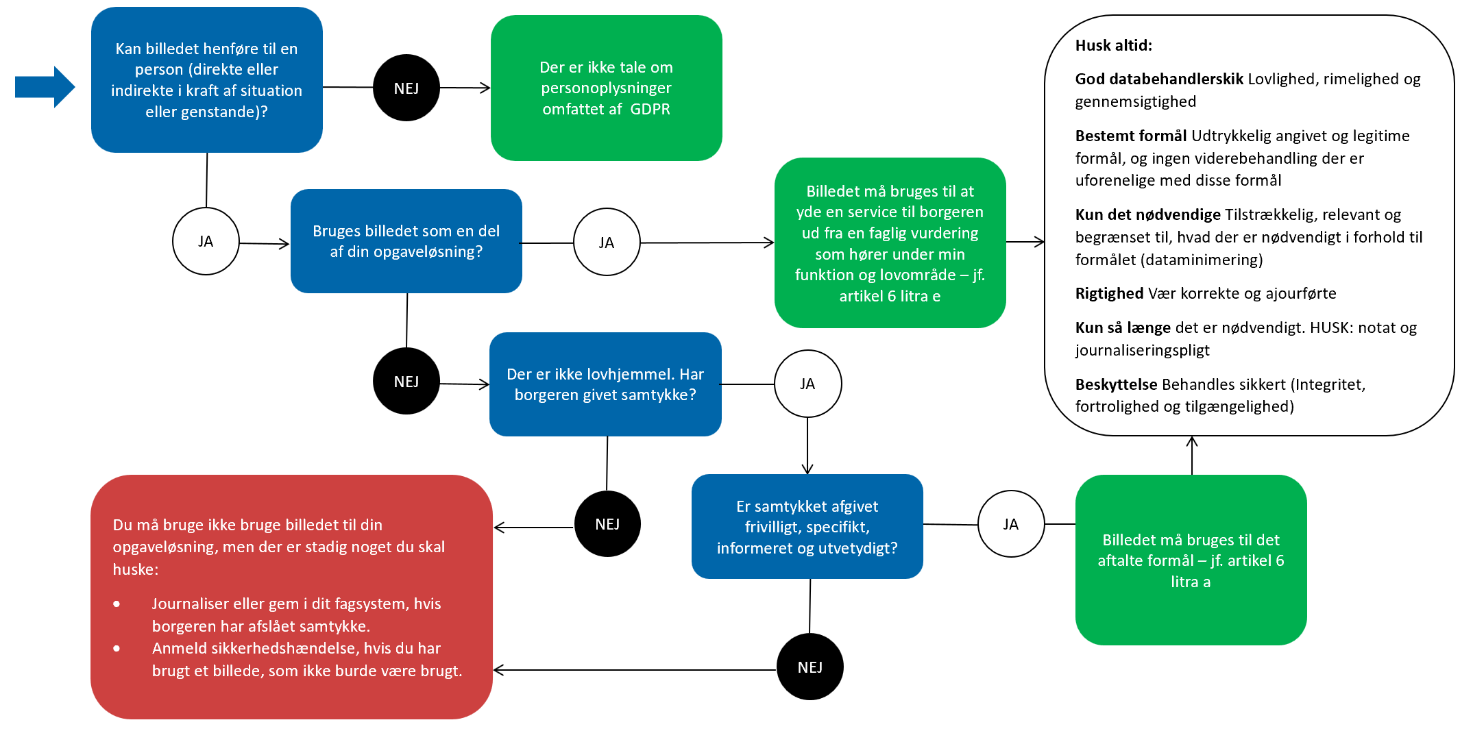 Kan billedet henføre til en
person (direkte eller
indirekte i kraft af situation
eller genstande)?
NEJ
Der er ikke tale om
personoplysninger
omfattet af GDPR
JA
Bruges billedet som en del
af din opgaveløsning?
JA
Billedet må bruges til at
yde en service til borgeren
ud fra en faglig vurdering
som hører under min
funktion og lovområde – jf.
artikel 6 litra e
Husk altid:
God databehandlerskik Lovlighed, rimelighed og
gennemsigtighed
Bestemt formål Udtrykkelig angivet og legitime
formål, og ingen viderebehandling der er
uforenelige med disse formål
Kun det nødvendige Tilstrækkelig, relevant og
begrænset til, hvad der er nødvendigt i forhold til
formålet (dataminimering)
Rigtighed Vær korrekte og ajourførte
Kun så længe det er nødvendigt. HUSK: notat og
journaliseringspligt
Beskyttelse Behandles sikkert (Integritet,
fortrolighed og tilgængelighed)
NEJ
Der er ikke lovhjemmel. Har
borgeren givet samtykke?
JA
NEJ
Er samtykket afgivet
frivilligt, specifikt,
informeret og utvetydigt?
JA
Billedet må bruges til det
aftalte formål – jf. artikel 6
litra a
NEJ
Du må bruge ikke bruge billedet til din
opgaveløsning, men der er stadig noget du skal
huske:
• Journaliser eller gem i dit fagsystem, hvis
borgeren har afslået samtykke.
• Anmeld sikkerhedshændelse, hvis du har
brugt et billede, som ikke burde være brugt.